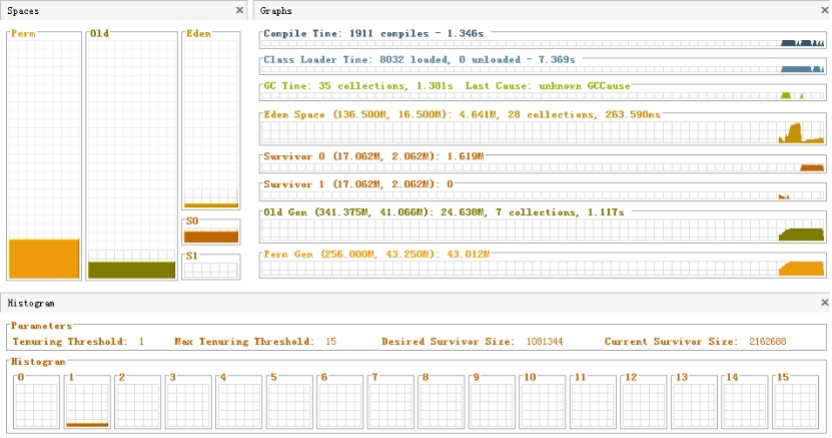 Spaces
Perm
Old
Eden
S0
S1
Graphs
Compile Time: 1911 compiles - 1.346s
Class Loader Time: 8032 loaded, 0 unloaded - 7.369s
GC Time: 35 collections, 1.381s Last Cause: unknown GCCause
Eden Space (136.500M, 16.500M): 4.641M, 28 collections, 263.590ms
Survivor 0 (17.062M, 2.062M): 1.619M
Survivor 1 (17.062M, 2.062M): 0
Old Gen (341.375M, 41.066M): 24.638M, 7 collections, 1.117s
Perm Gen (256.000M, 43.250M): 43.012M
Histogram
Parameters
Tenuring Threshold: 1 Max Tenuring Threshold: 15 Desired Survivor Size: 1081344 Current Survivor Size: 2162688
Histogram
0 1 2 3 4 5 6 7 8 9 10 11 12 13 14 15